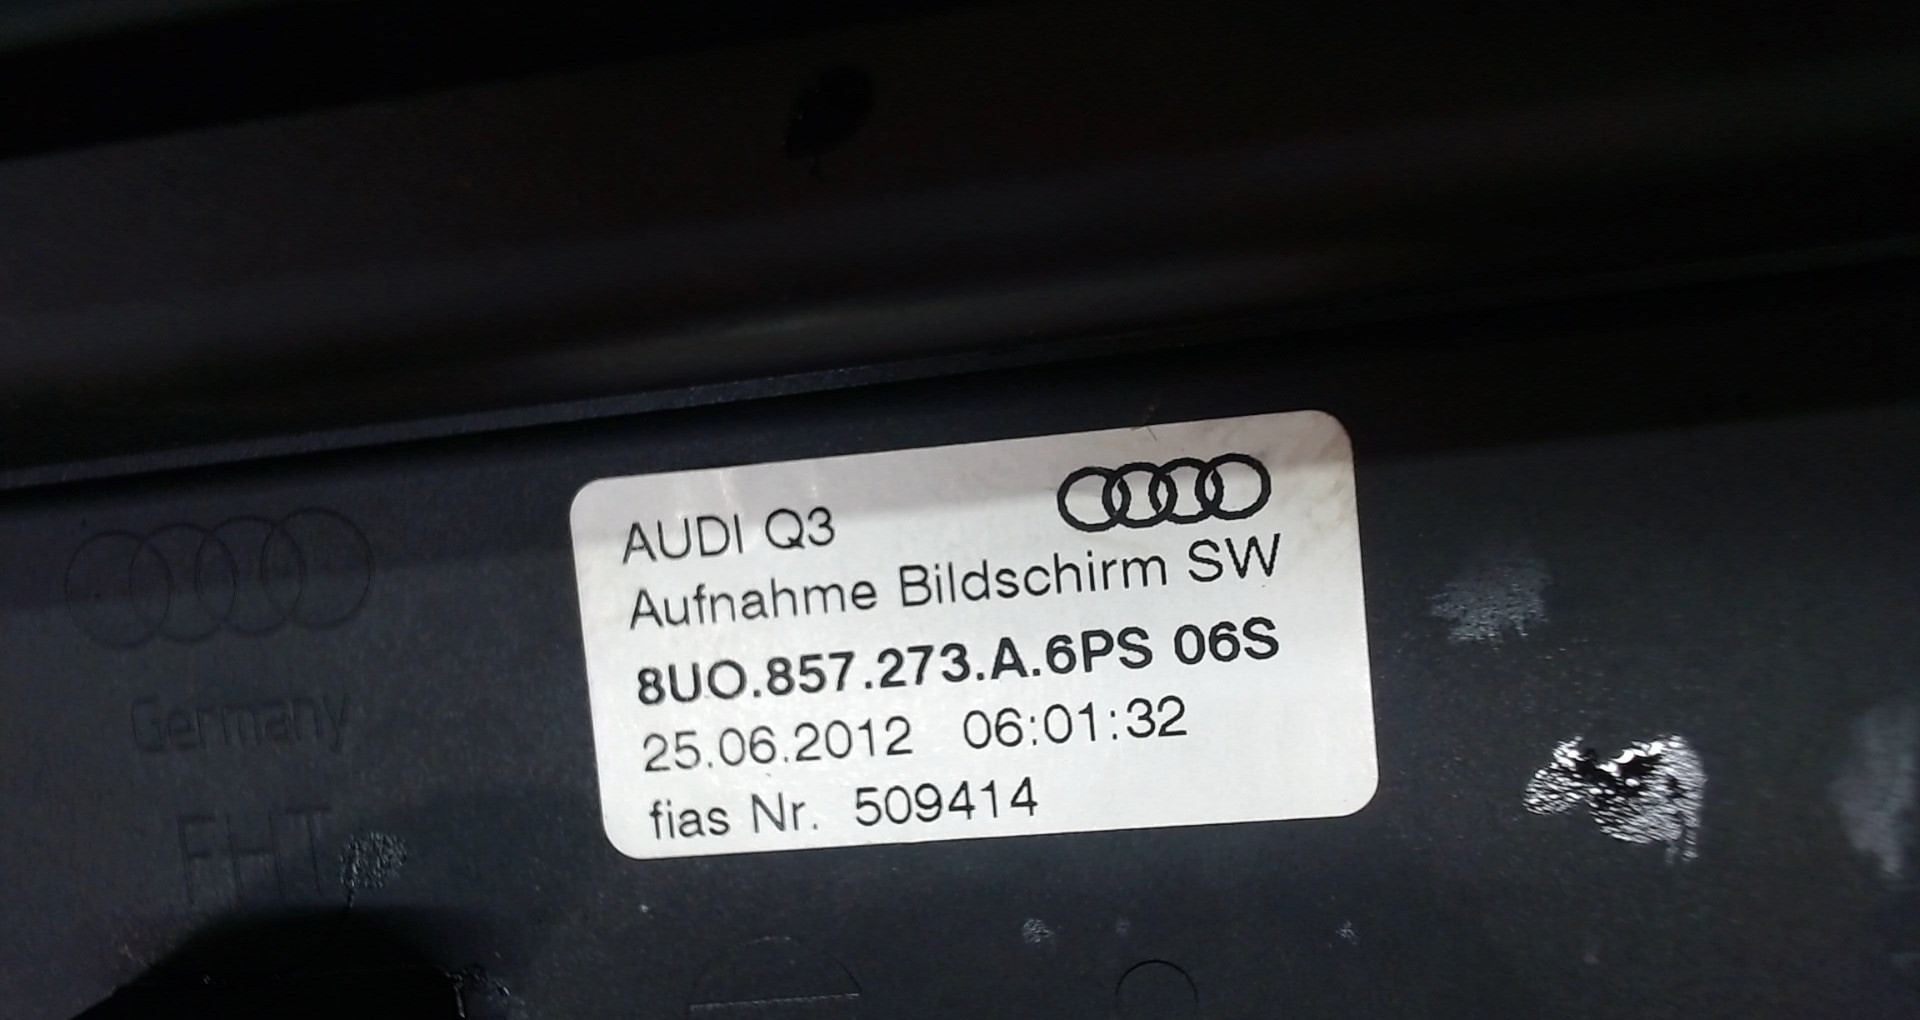 AUDI Q3
Aufnahme Bildschirm SW
8UO.857.273.A.6PS 06S
25.06.2012 06:01:32
fias Nr. 509414
Germany
FHT